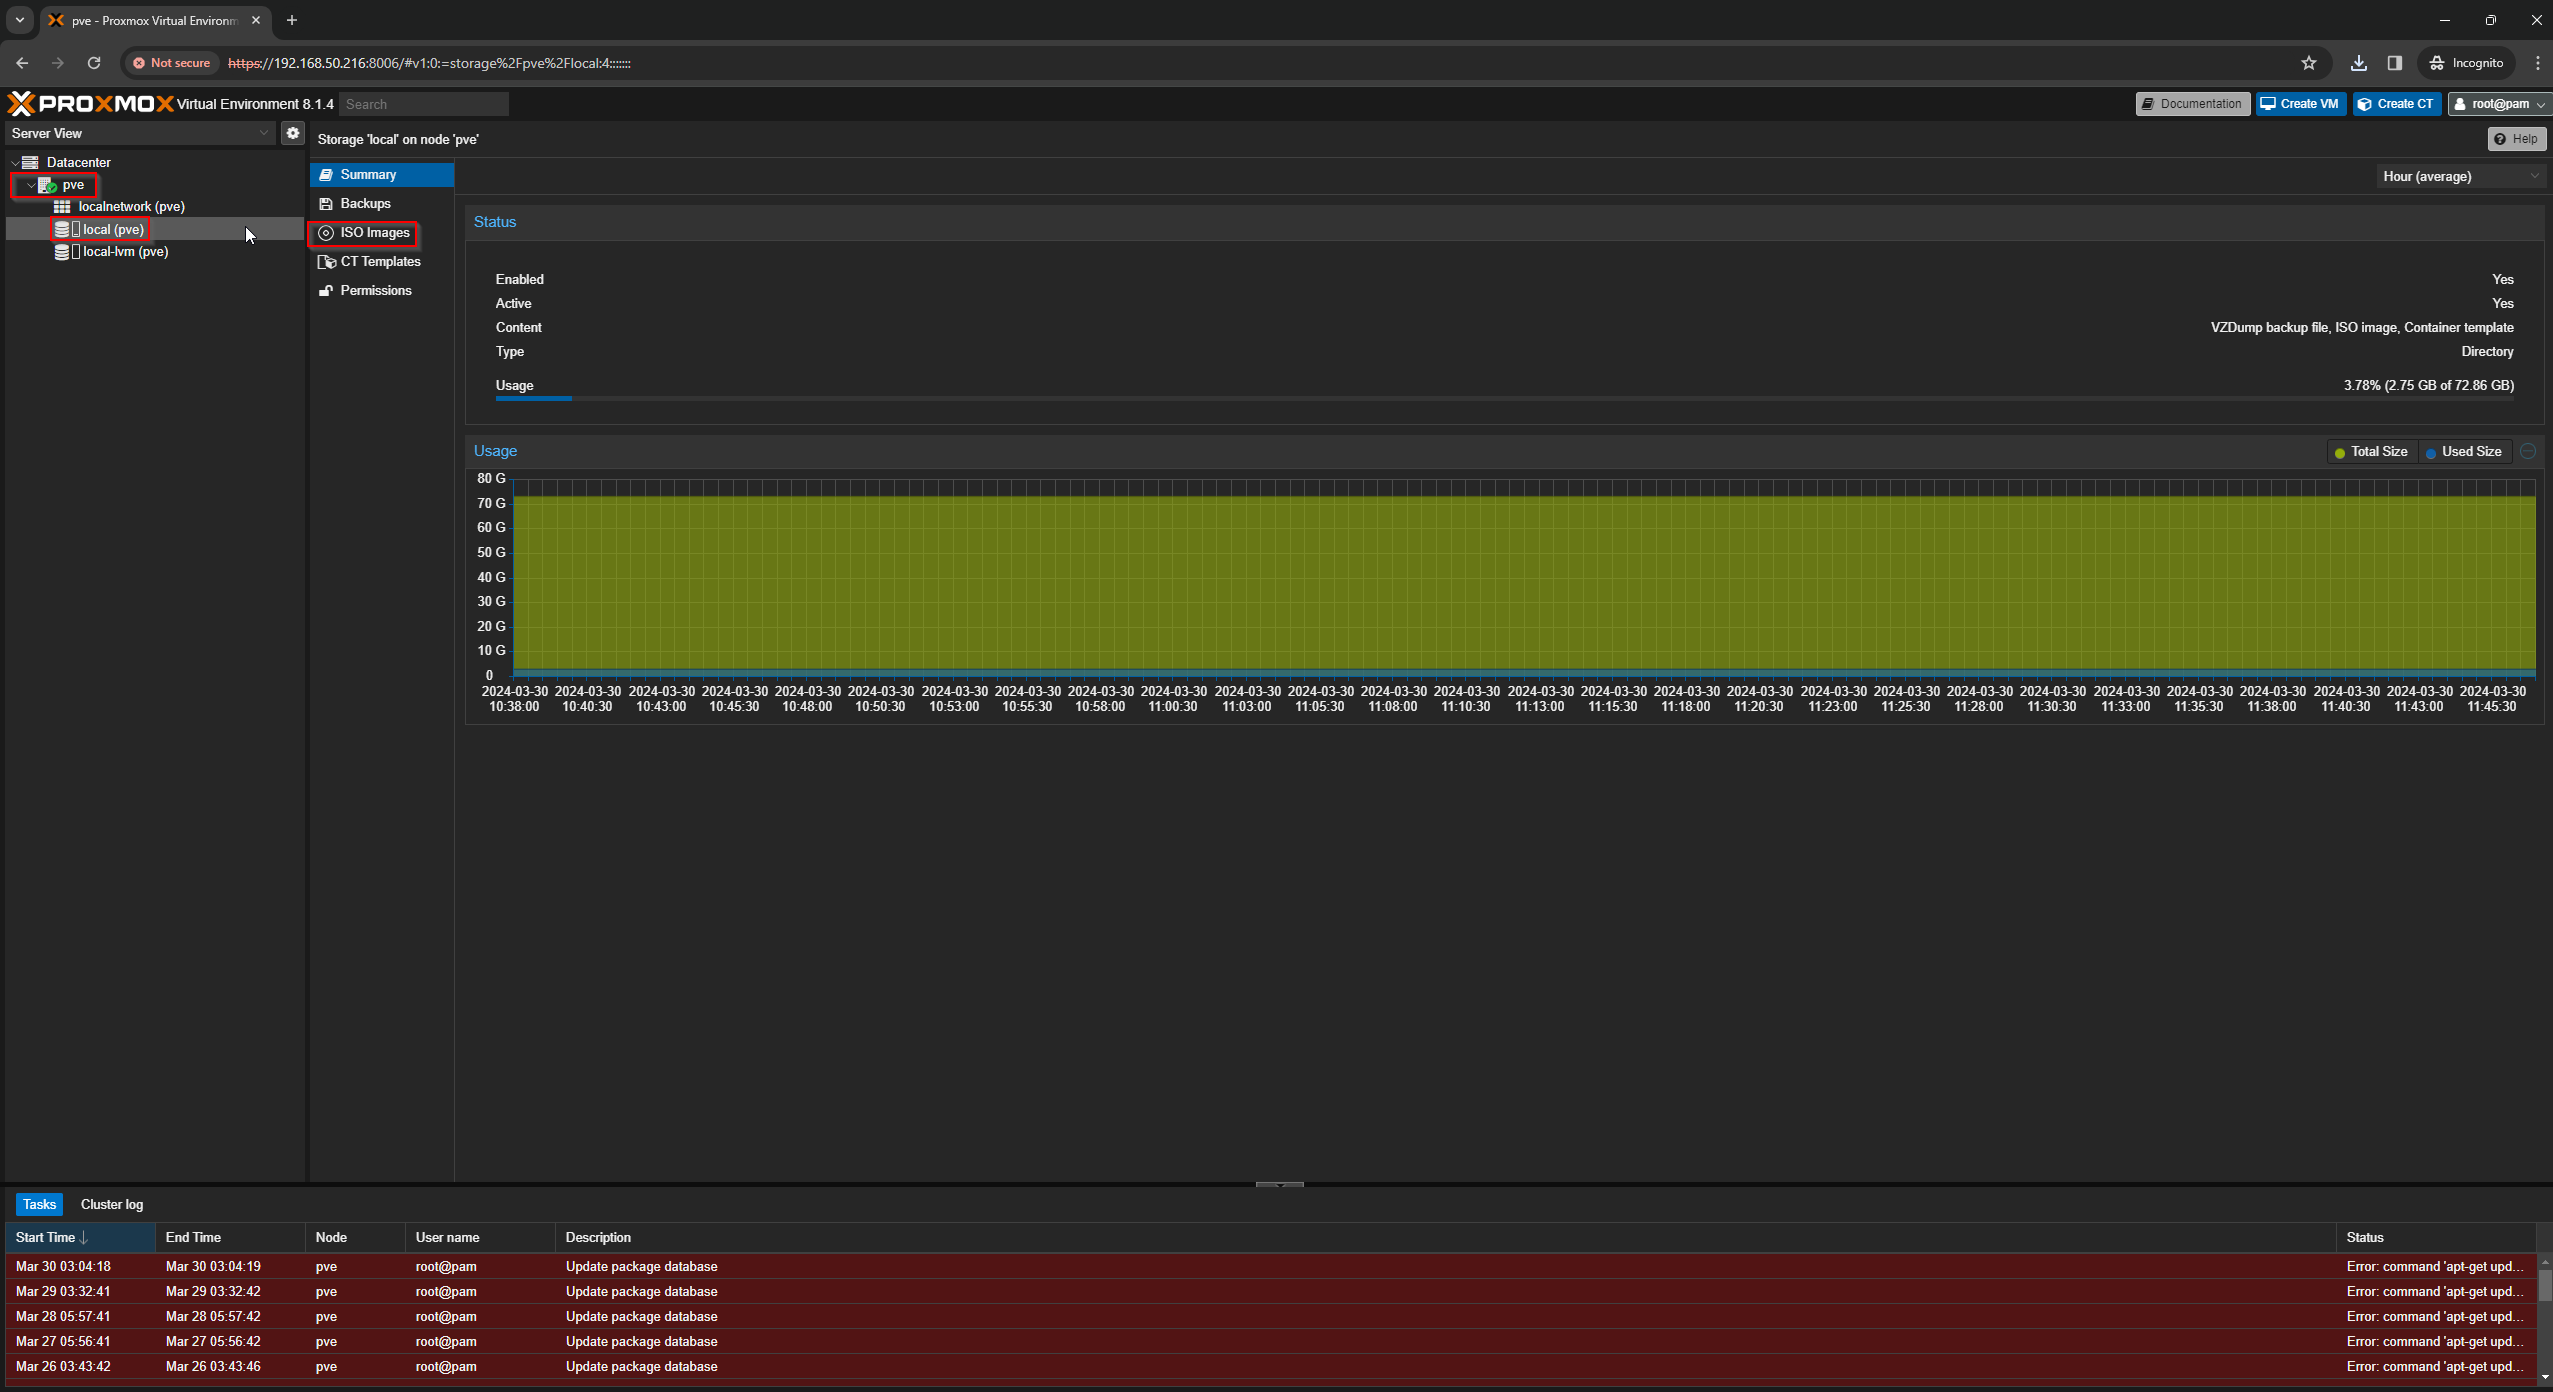 pve - Proxmox Virtual Environm
Not secure https://192.168.50.216:8006/#v1:0:=storage%2Fpve%2Flocal:4:::::::
Incognito
PROXMOX Virtual Environment 8.1.4 Search
Documentation Create VM Create CT root@pam
Server View
Storage 'local' on node 'pve'
Help
Datacenter
pve
localnetwork (pve)
local (pve)
local-lvm (pve)
Summary
Backups
ISO Images
CT Templates
Permissions
Hour (average)
Status
Enabled Yes
Active Yes
Content VZDump backup file, ISO image, Container template
Type Directory
Usage 3.78% (2.75 GB of 72.86 GB)
Usage Total Size Used Size
80 G
70 G
60 G
50 G
40 G
30 G
20 G
10 G
0
2024-03-30 2024-03-30 2024-03-30 2024-03-30 2024-03-30 2024-03-30 2024-03-30 2024-03-30 2024-03-30 2024-03-30 2024-03-30 2024-03-30 2024-03-30 2024-03-30 2024-03-30 2024-03-30 2024-03-30 2024-03-30 2024-03-30 2024-03-30 2024-03-30 2024-03-30 2024-03-30 2024-03-30 2024-03-30 2024-03-30 2024-03-30 2024-03-30
10:38:00 10:40:30 10:43:00 10:45:30 10:48:00 10:50:30 10:53:00 10:55:30 10:58:00 11:00:30 11:03:00 11:05:30 11:08:00 11:10:30 11:13:00 11:15:30 11:18:00 11:20:30 11:23:00 11:25:30 11:28:00 11:30:30 11:33:00 11:35:30 11:38:00 11:40:30 11:43:00 11:45:30
Tasks Cluster log
Start Time End Time Node User name Description Status
Mar 30 03:04:18 Mar 30 03:04:19 pve root@pam Update package database Error: command 'apt-get upd...
Mar 29 03:32:41 Mar 29 03:32:42 pve root@pam Update package database Error: command 'apt-get upd...
Mar 28 05:57:41 Mar 28 05:57:42 pve root@pam Update package database Error: command 'apt-get upd...
Mar 27 05:56:41 Mar 27 05:56:42 pve root@pam Update package database Error: command 'apt-get upd...
Mar 26 03:43:42 Mar 26 03:43:46 pve root@pam Update package database Error: command 'apt-get upd...